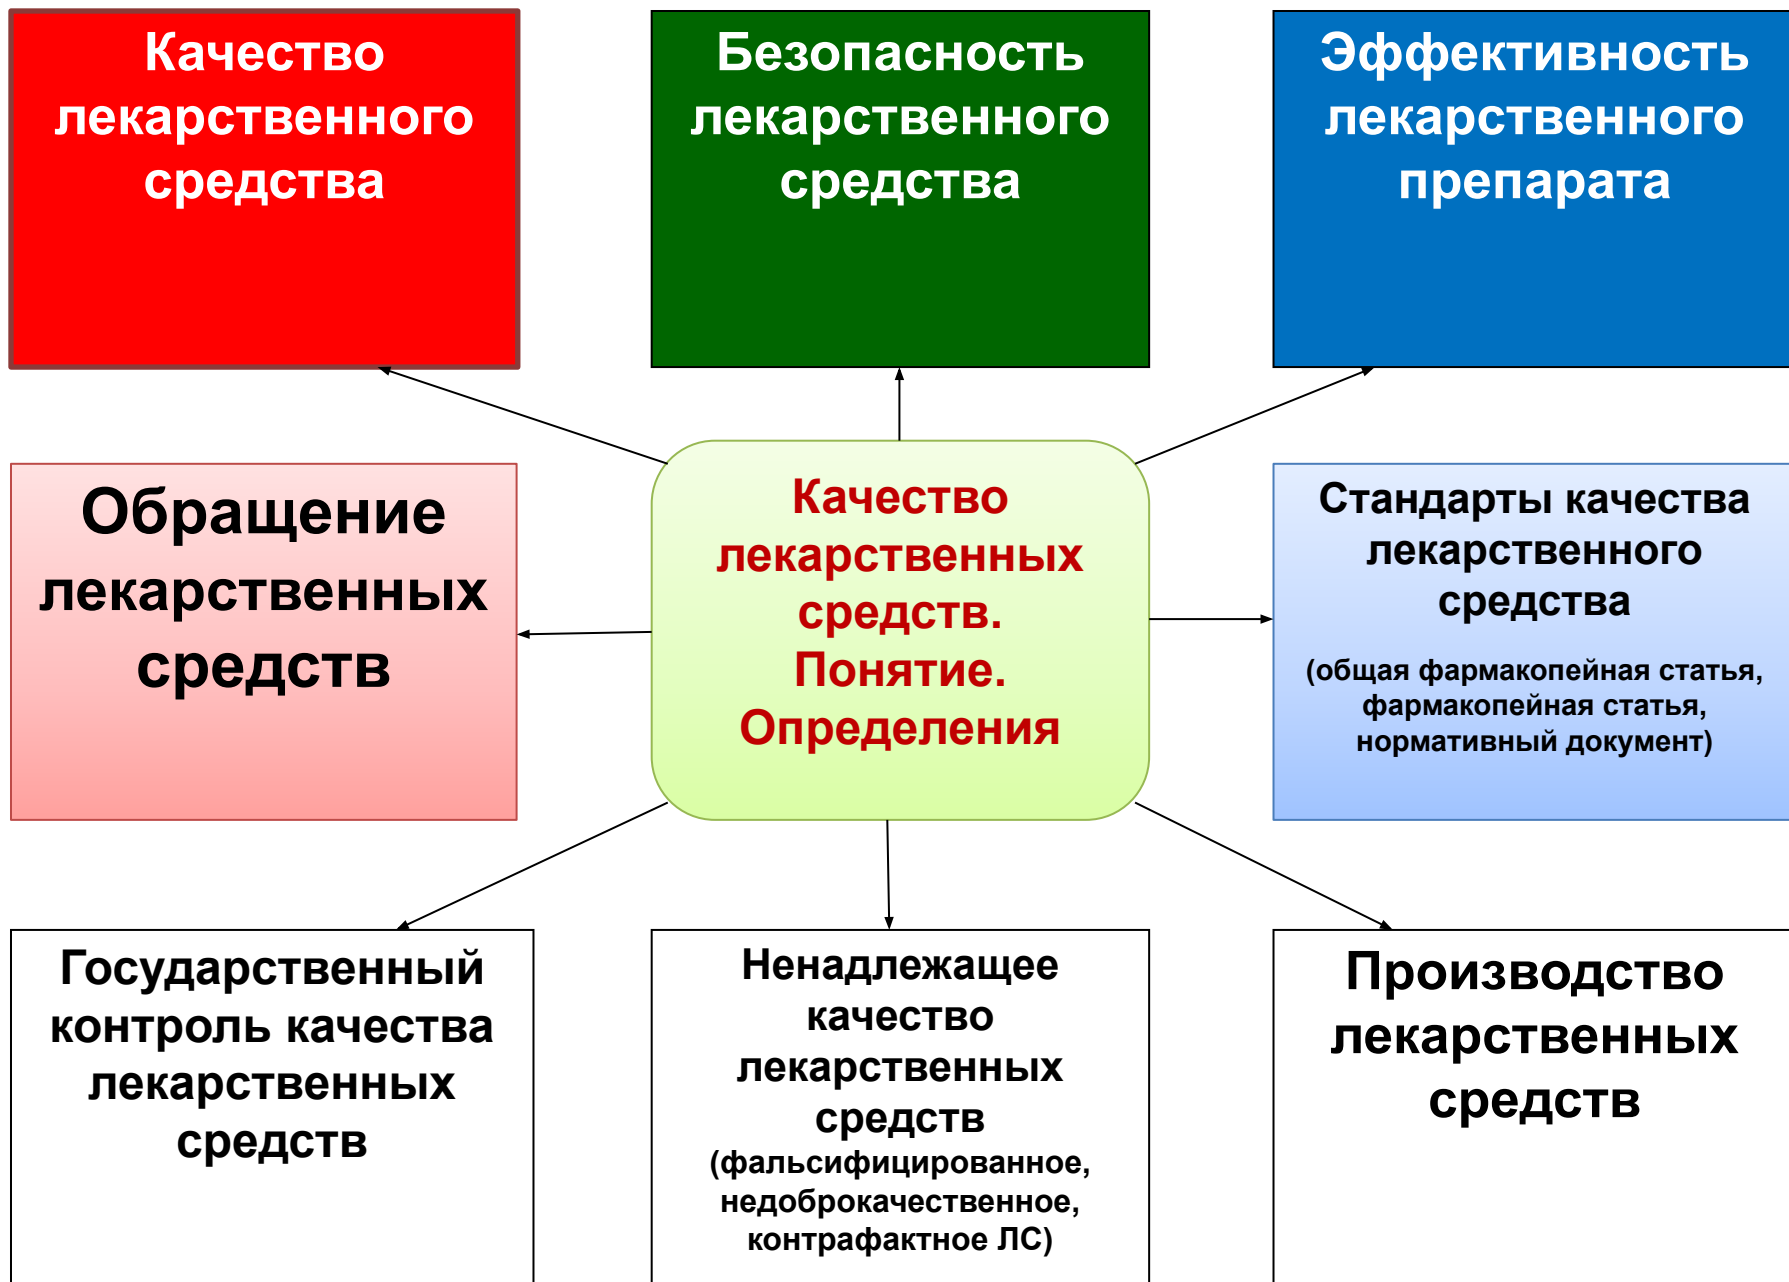 Качество
лекарственного
средства
Безопасность
лекарственного
средства
Эффективность
лекарственного
препарата
Обращение
лекарственных
средств
Качество
лекарственных
средств.
Понятие.
Определения
Стандарты качества
лекарственного
средства
(общая фармакопейная статья,
фармакопейная статья,
нормативный документ)
Государственный
контроль качества
лекарственных
средств
Ненадлежащее
качество
лекарственных
средств
(фальсифицированное,
недоброкачественное,
контрафактное ЛС)
Производство
лекарственных
средств